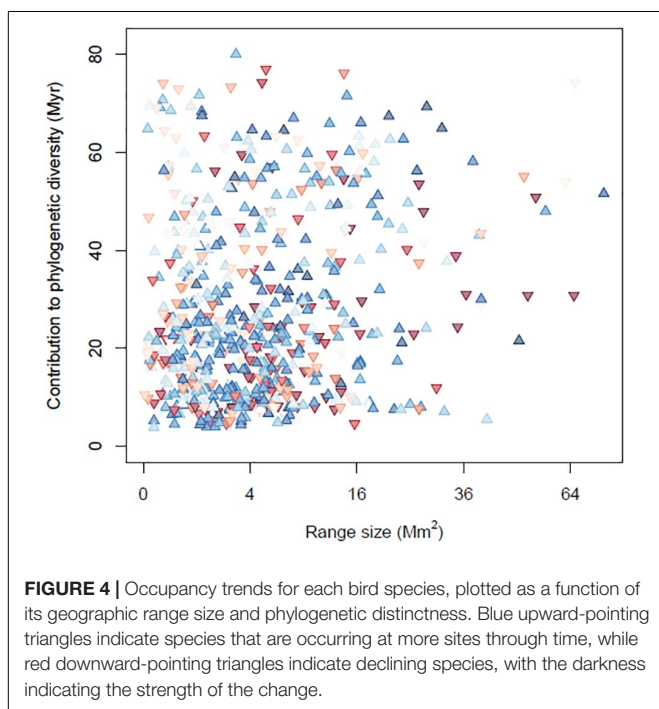 80
60
40
20
0
Contribution to phylogenetic diversity (Myr)
0 4 16 36 64
Range size (Mm²)
FIGURE 4 | Occupancy trends for each bird species, plotted as a function of
its geographic range size and phylogenetic distinctness. Blue upward-pointing
triangles indicate species that are occurring at more sites through time, while
red downward-pointing triangles indicate declining species, with the darkness
indicating the strength of the change.